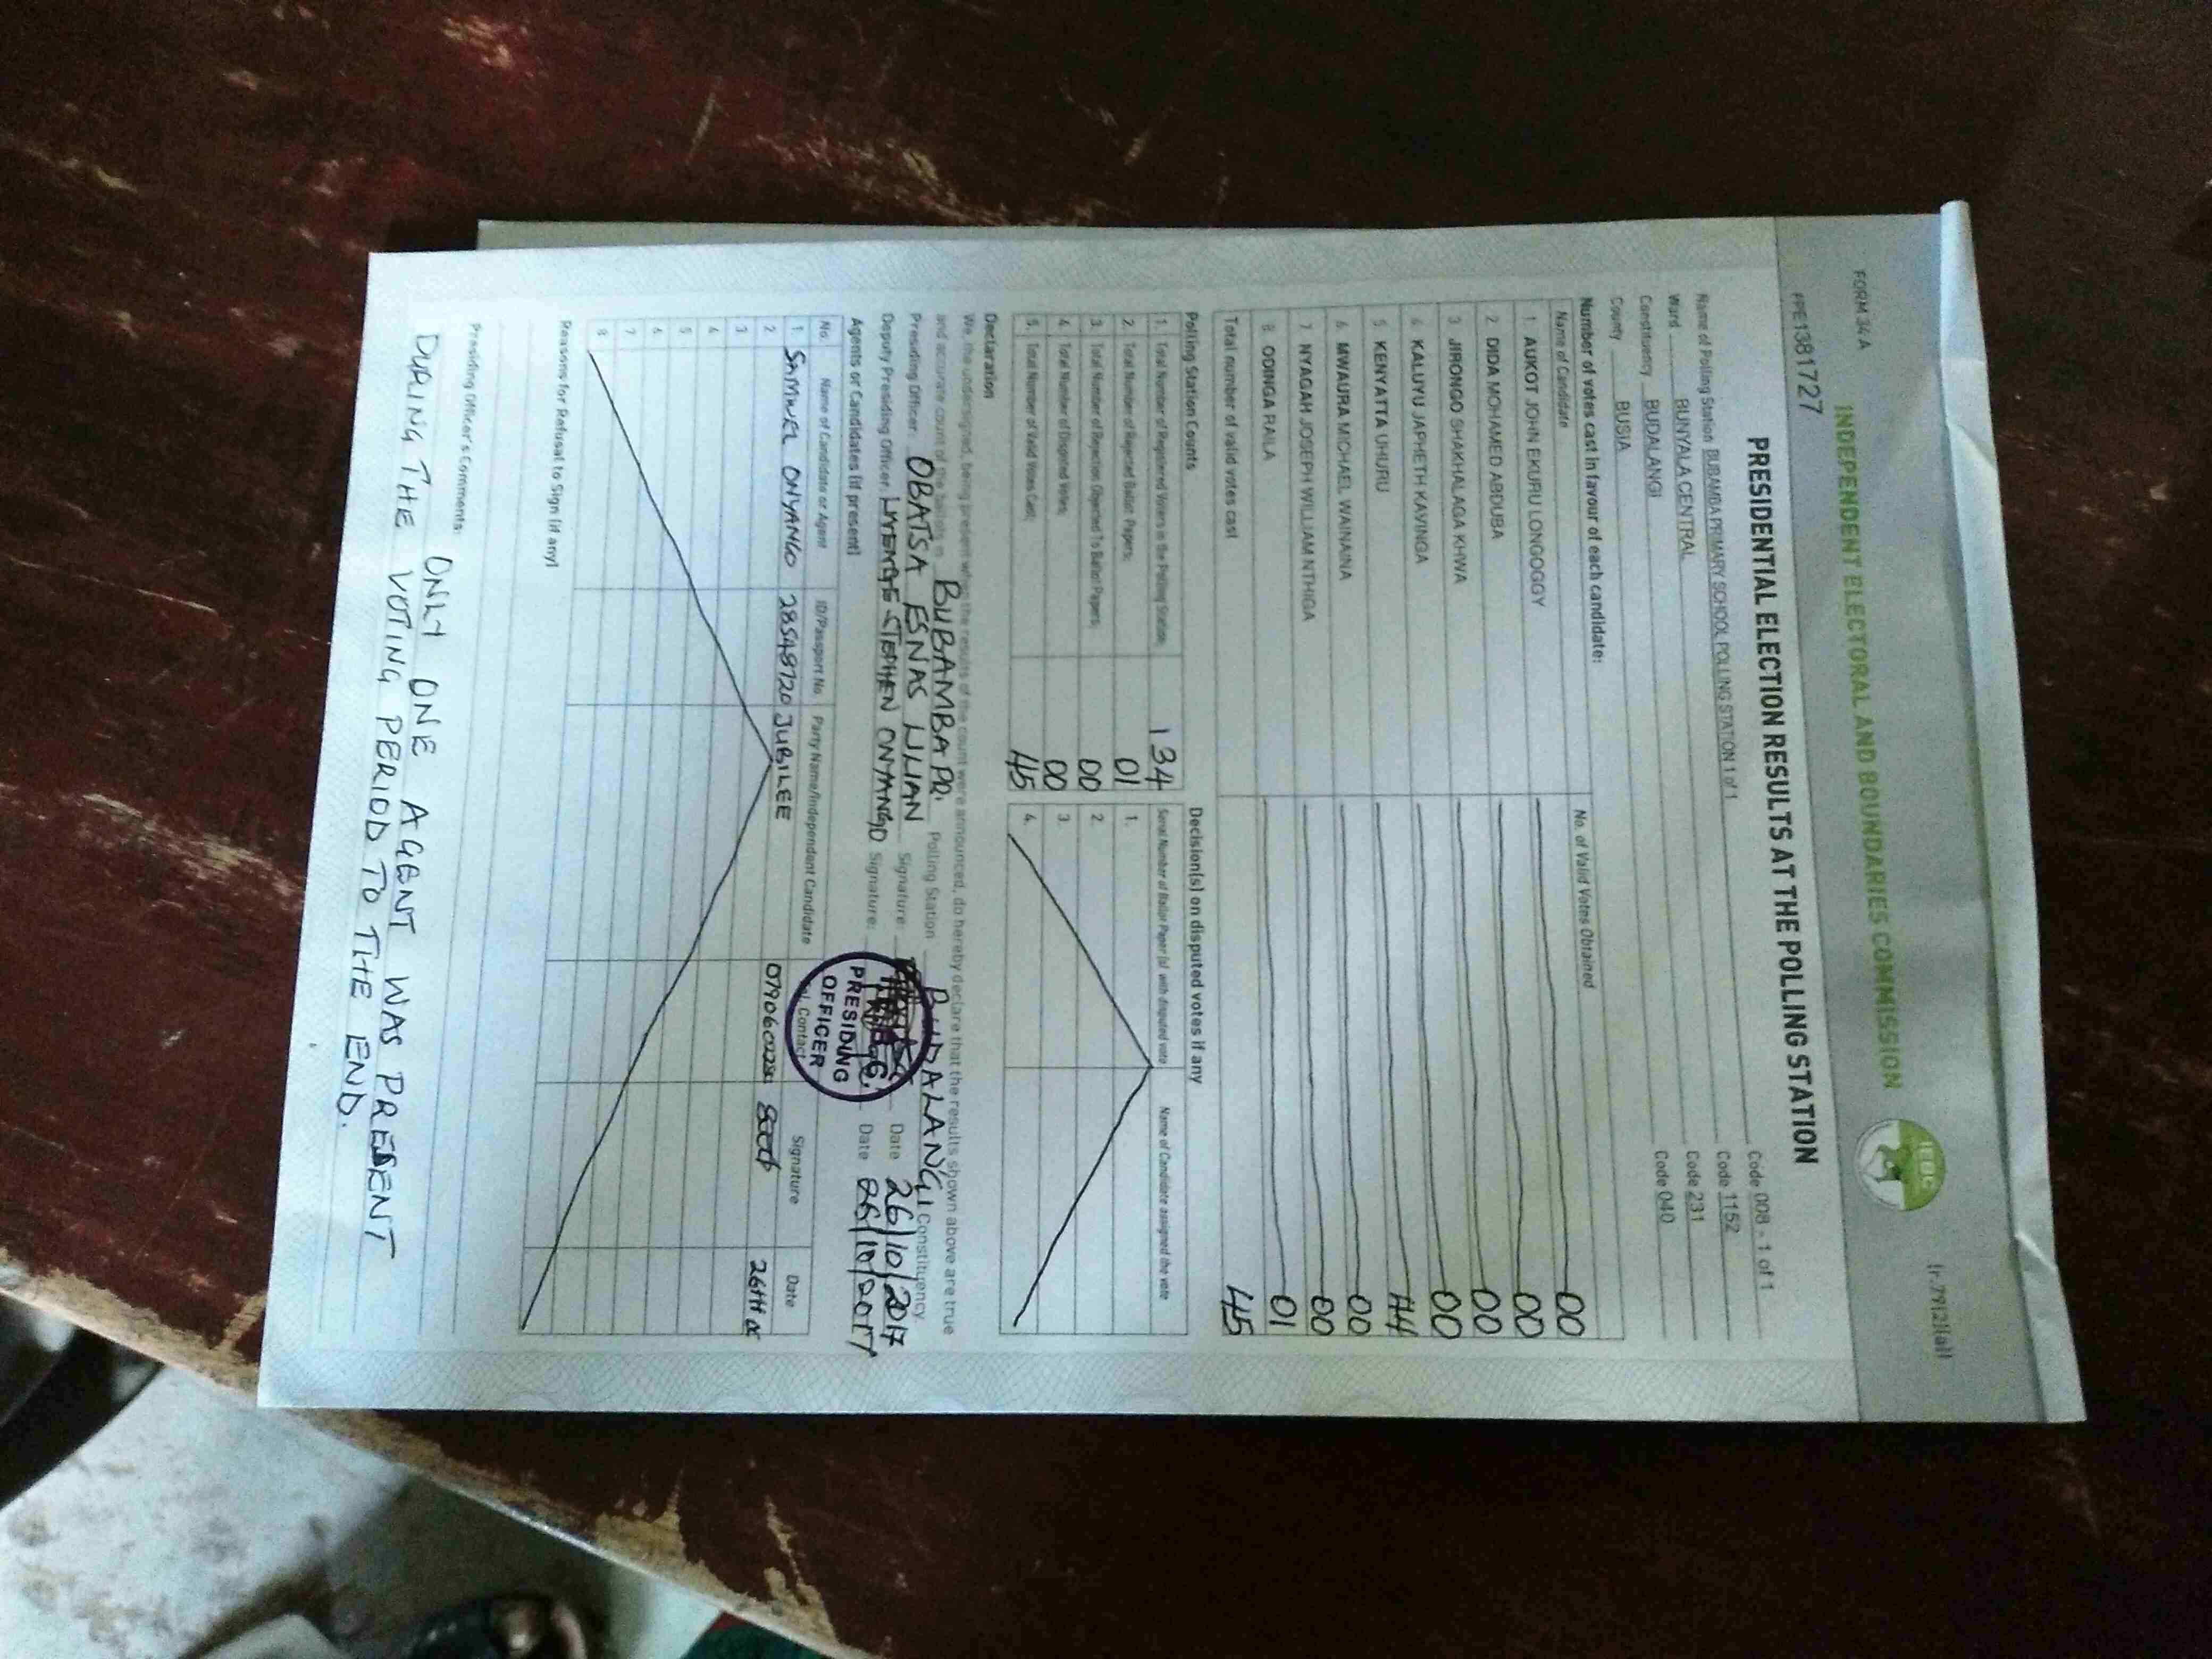 FORM 34A
(r.79(2)(a))
INDEPENDENT ELECTORAL AND BOUNDARIES COMMISSION
IEBC
PPE1381727
PRESIDENTIAL ELECTION RESULTS AT THE POLLING STATION
Name of Polling Station BUBAMBA PRIMARY SCHOOL POLLING STATION 1 of 1 Code 008 - 1 of 1
Ward BUNYALA CENTRAL Code 1152
Constituency BUDALANGI Code 231
County BUSIA Code 040
Number of votes cast in favour of each candidate:
Name of Candidate No. of Valid Votes Obtained
1. AUKOT JOHN EKURU LONGOGGY 00
2. DIDA MOHAMED ABDUBA 00
3 JIRONGO SHAKHALAGA KHWA 00
4 KALUYU JAPHETH KAVINGA 00
5 KENYATTA UHURU 44
6. MWAURA MICHAEL WAINAINA 00
7 NYAGAH JOSEPH WILLIAM NTHIGA 00
8. ODINGA RAILA 01
Total number of valid votes cast 45
Polling Station Counts
1. Total Number of Registered Voters in the Polling Station 134
2. Total Number of Rejected Ballot Papers: 01
3. Total Number of Rejection Objected To Ballot Papers: 00
4. Total Number of Disputed Votes: 00
5. Total Number of Valid Votes Cast: 45
Decision(s) on disputed votes if any
Serial Number of Ballot Paper (s) with disputed vote Name of Candidate assigned the vote
1.
2.
3.
4.
Declaration
We the undersigned, being present when the results of the count were announced, do hereby declare that the results shown above are true
and accurate count of the ballots in BUBAMBA PR. Polling Station BUDALANGI Constituency
Presiding Officer: OBATSA ESNAS LILIAN Signature: Date 26/10/2017
Deputy Presiding Officer STEPHEN ONYANGO Signature: Date 26/10/2017
PRESIDING
OFFICER
Agents or Candidates (if present)
No. Name of Candidate or Agent ID/Passport No. Party Name/Independent Candidate Contact Signature Date
1. SAMWEL ONYANGO 28548720 JUBILEE
2
3
4
5
6
7
8
Reasons for Refusal to Sign (if any)
Presiding Officer's Comments:
ONLY ONE AGENT WAS PRESENT
DURING THE VOTING PERIOD TO THE END.